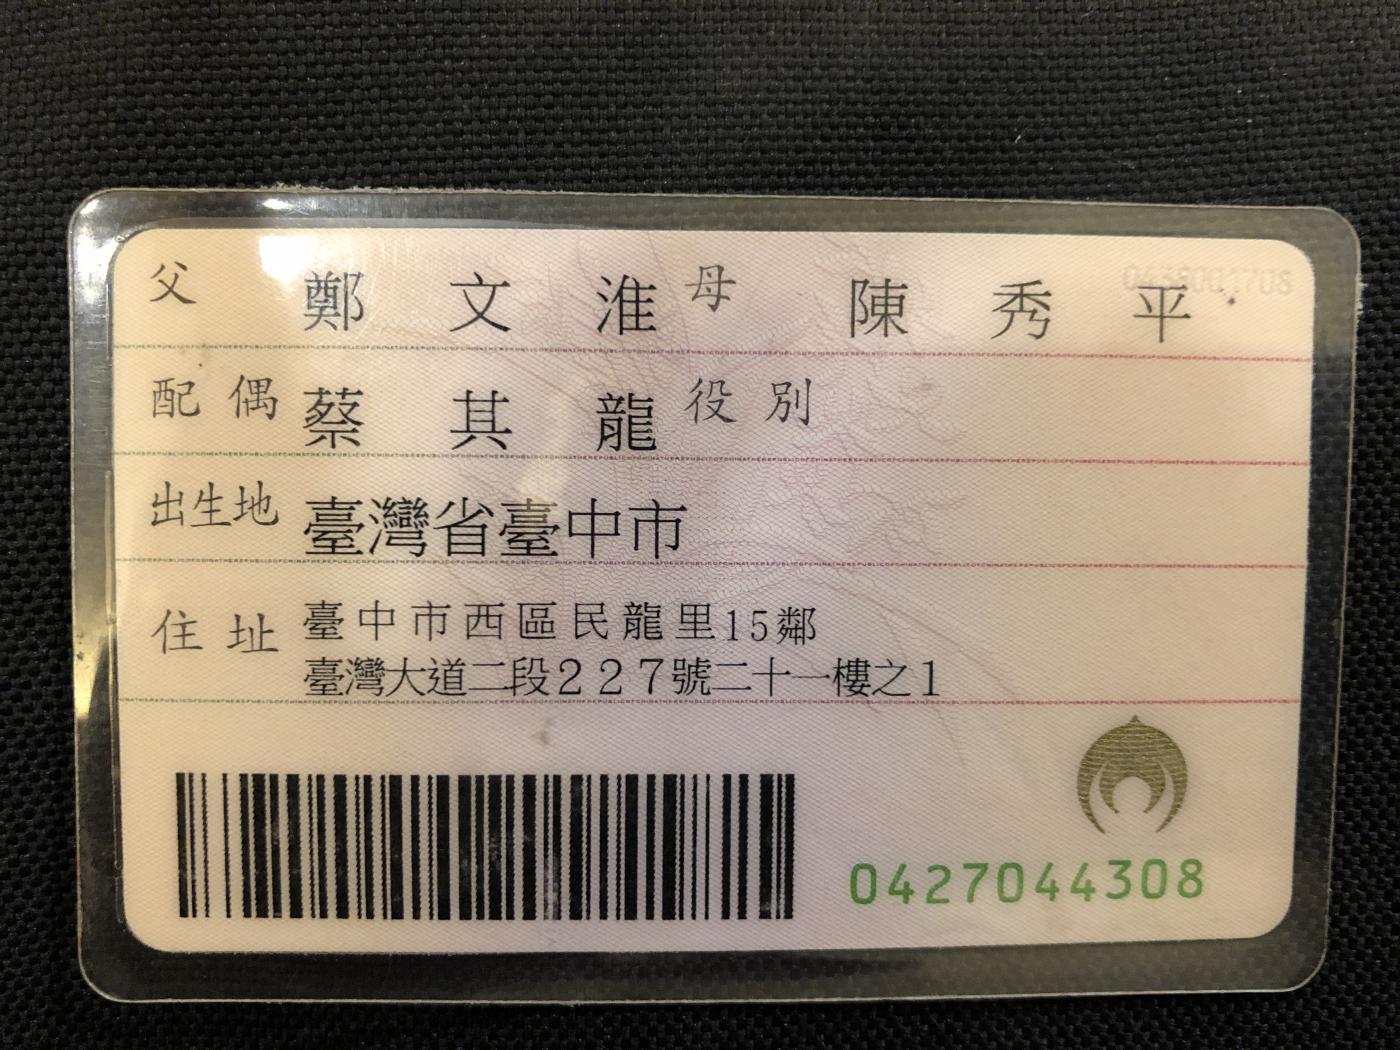 父 鄭文淮 母 陳秀平
配偶 蔡其龍 役別
出生地 臺灣省臺中市
住址 臺中市西區民龍里15鄰
臺灣大道二段227號二十一樓之1
0427044308